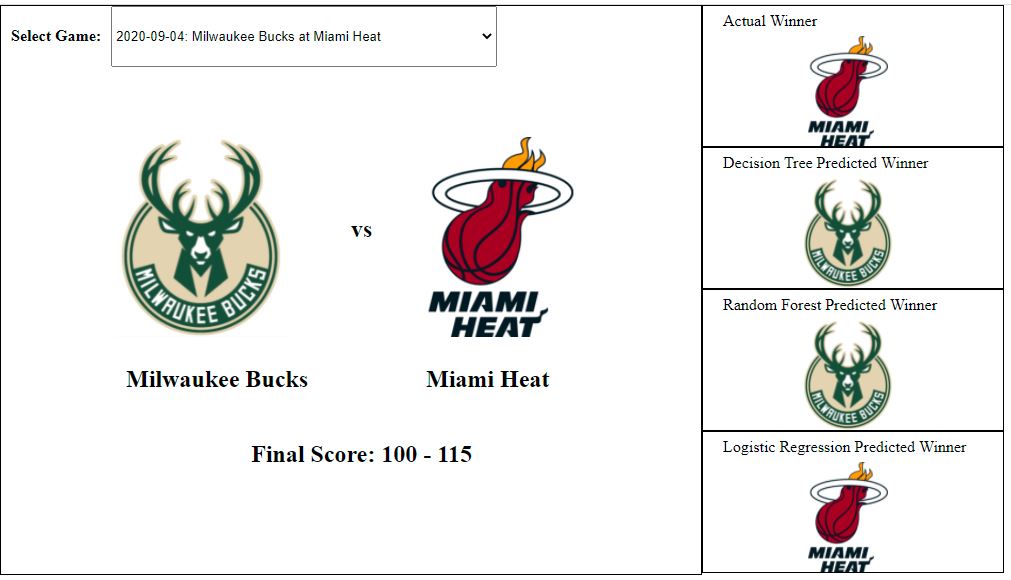 Select Game: 2020-09-04: Milwaukee Bucks at Miami Heat
MILWAUKEE BUCKS
vs
MIAMI
HEAT
Milwaukee Bucks
Miami Heat
Final Score: 100 - 115
Actual Winner
MIAMI
HEAT
Decision Tree Predicted Winner
MILWAUKEE BUCKS
Random Forest Predicted Winner
MILWAUKEE BUCKS
Logistic Regression Predicted Winner
MIAMI
HEAT